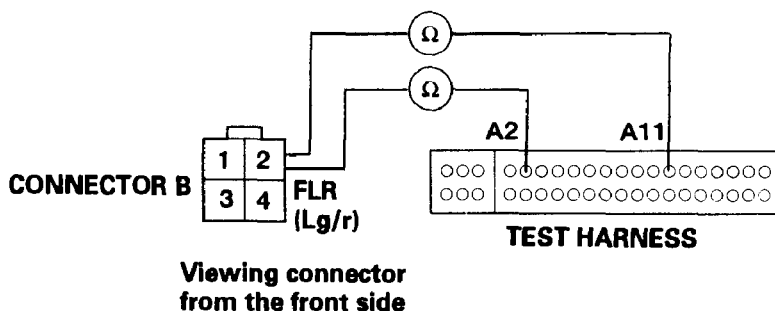 Ω
Ω
A2 A11
1 2
CONNECTOR B
3 4
FLR
(Lg/r)
TEST HARNESS
Viewing connector
from the front side